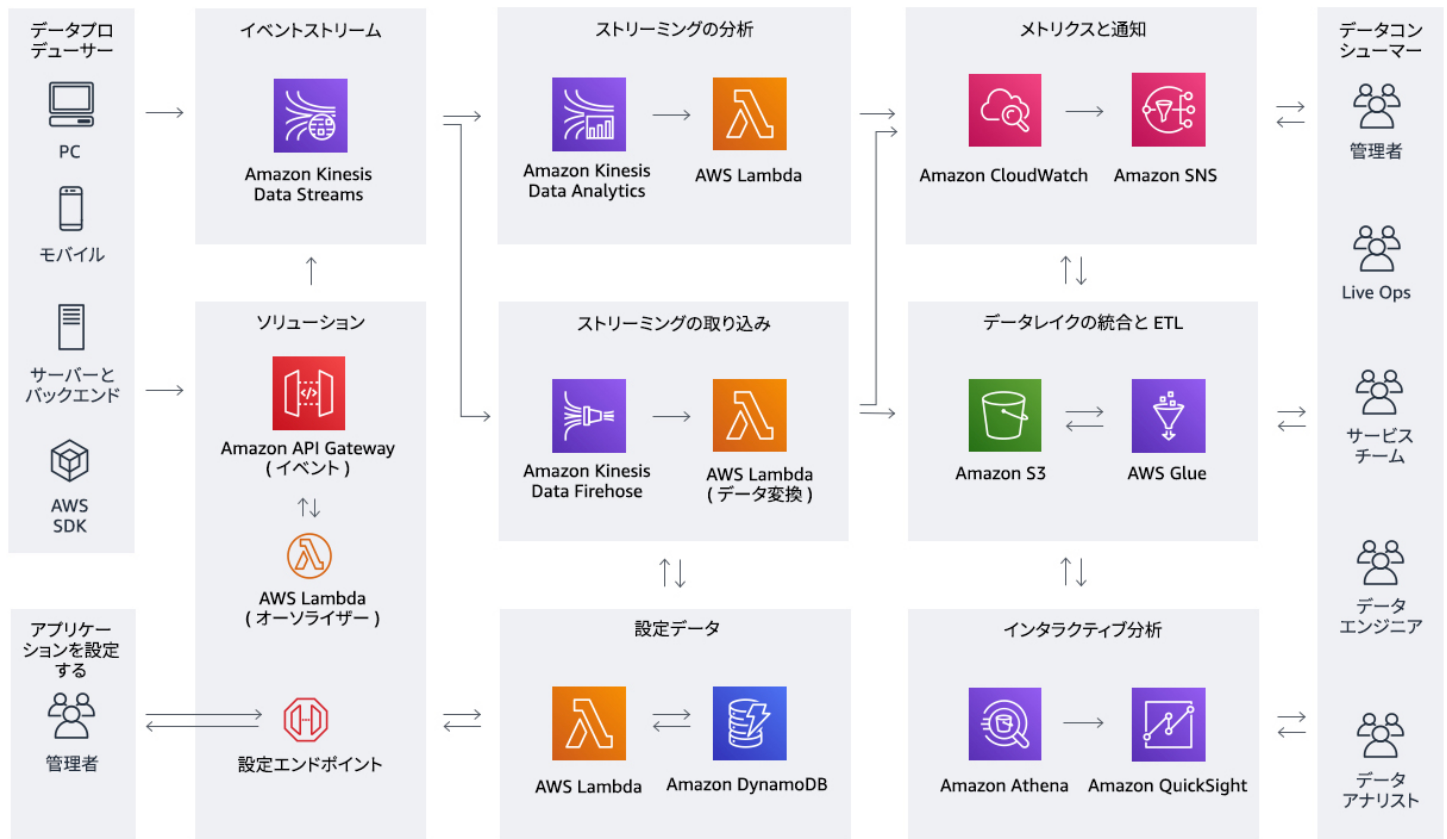 データプロ
デューサー
PC
モバイル
サーバーと
バックエンド
AWS
SDK
アプリケー
ションを設定
する
管理者
イベントストリーム
Amazon Kinesis
Data Streams
ソリューション
Amazon API Gateway
( イベント )
AWS Lambda
( オーソライザー )
設定エンドポイント
ストリーミングの分析
Amazon Kinesis
Data Analytics
AWS Lambda
ストリーミングの取り込み
Amazon Kinesis
Data Firehose
AWS Lambda
( データ変換 )
設定データ
AWS Lambda
Amazon DynamoDB
メトリクスと通知
Amazon CloudWatch
Amazon SNS
データレイクの統合と ETL
Amazon S3
AWS Glue
インタラクティブ分析
Amazon Athena
Amazon QuickSight
データコン
シューマー
管理者
Live Ops
サービス
チーム
データ
エンジニア
データ
アナリスト